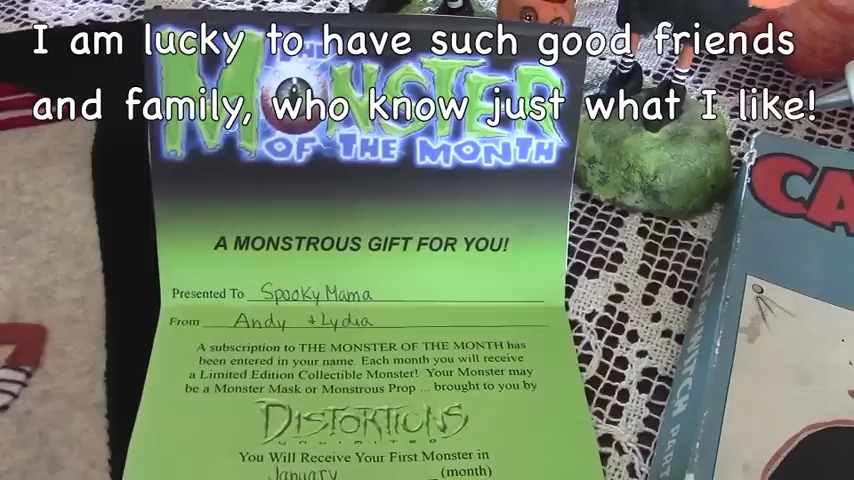 I am lucky to have such good friends
and family, who know just what I like!
MONSTER
OF THE MONTH
A MONSTROUS GIFT FOR YOU!
Presented To Spooky Mama
From Andy + Lydia
A subscription to THE MONSTER OF THE MONTH has
been entered in your name. Each month you will receive
a Limited Edition Collectible Monster! Your Monster may
be a Monster Mask or Monstrous Prop ... brought to you by
DISTORTIONS
UNLIMITED
You Will Receive Your First Monster in
January (month)
CA
CAT & WITCH PARTY